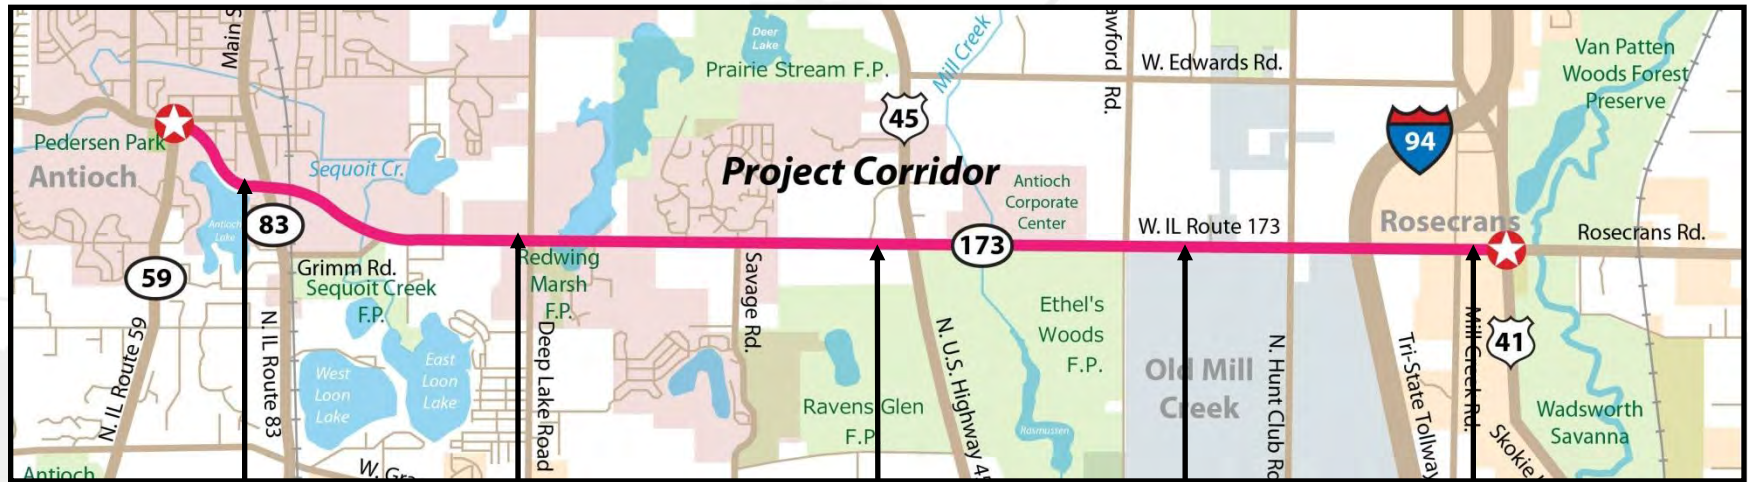 Main S
Deer
Lake
Prairie Stream F.P.
Mill Creek
awford Rd.
W. Edwards Rd.
Van Patten
Woods Forest
Preserve
45
94
Pedersen Park
Antioch
Sequoit Cr.
Project Corridor
Antioch
Corporate
Center
Antioch
Lake
83
173
W. IL Route 173
Rosecrans
Rosecrans Rd.
59
Grimm Rd.
Sequoit Creek
F.P.
Redwing
Marsh
F.P.
Savage Rd.
Ethel's
Woods
F.P.
41
N. IL Route 59
N. IL Route 83
West
Loon
Lake
East
Loon
Lake
Deep Lake Road
Ravens Glen
F.P.
N. U.S. Highway 45
Rasmussen
Old Mill
Creek
N. Hunt Club Rd
Tri-State Tollway
Mill Creek Rd.
Skokie
Wadsworth
Savanna
Antioch
W. Gra